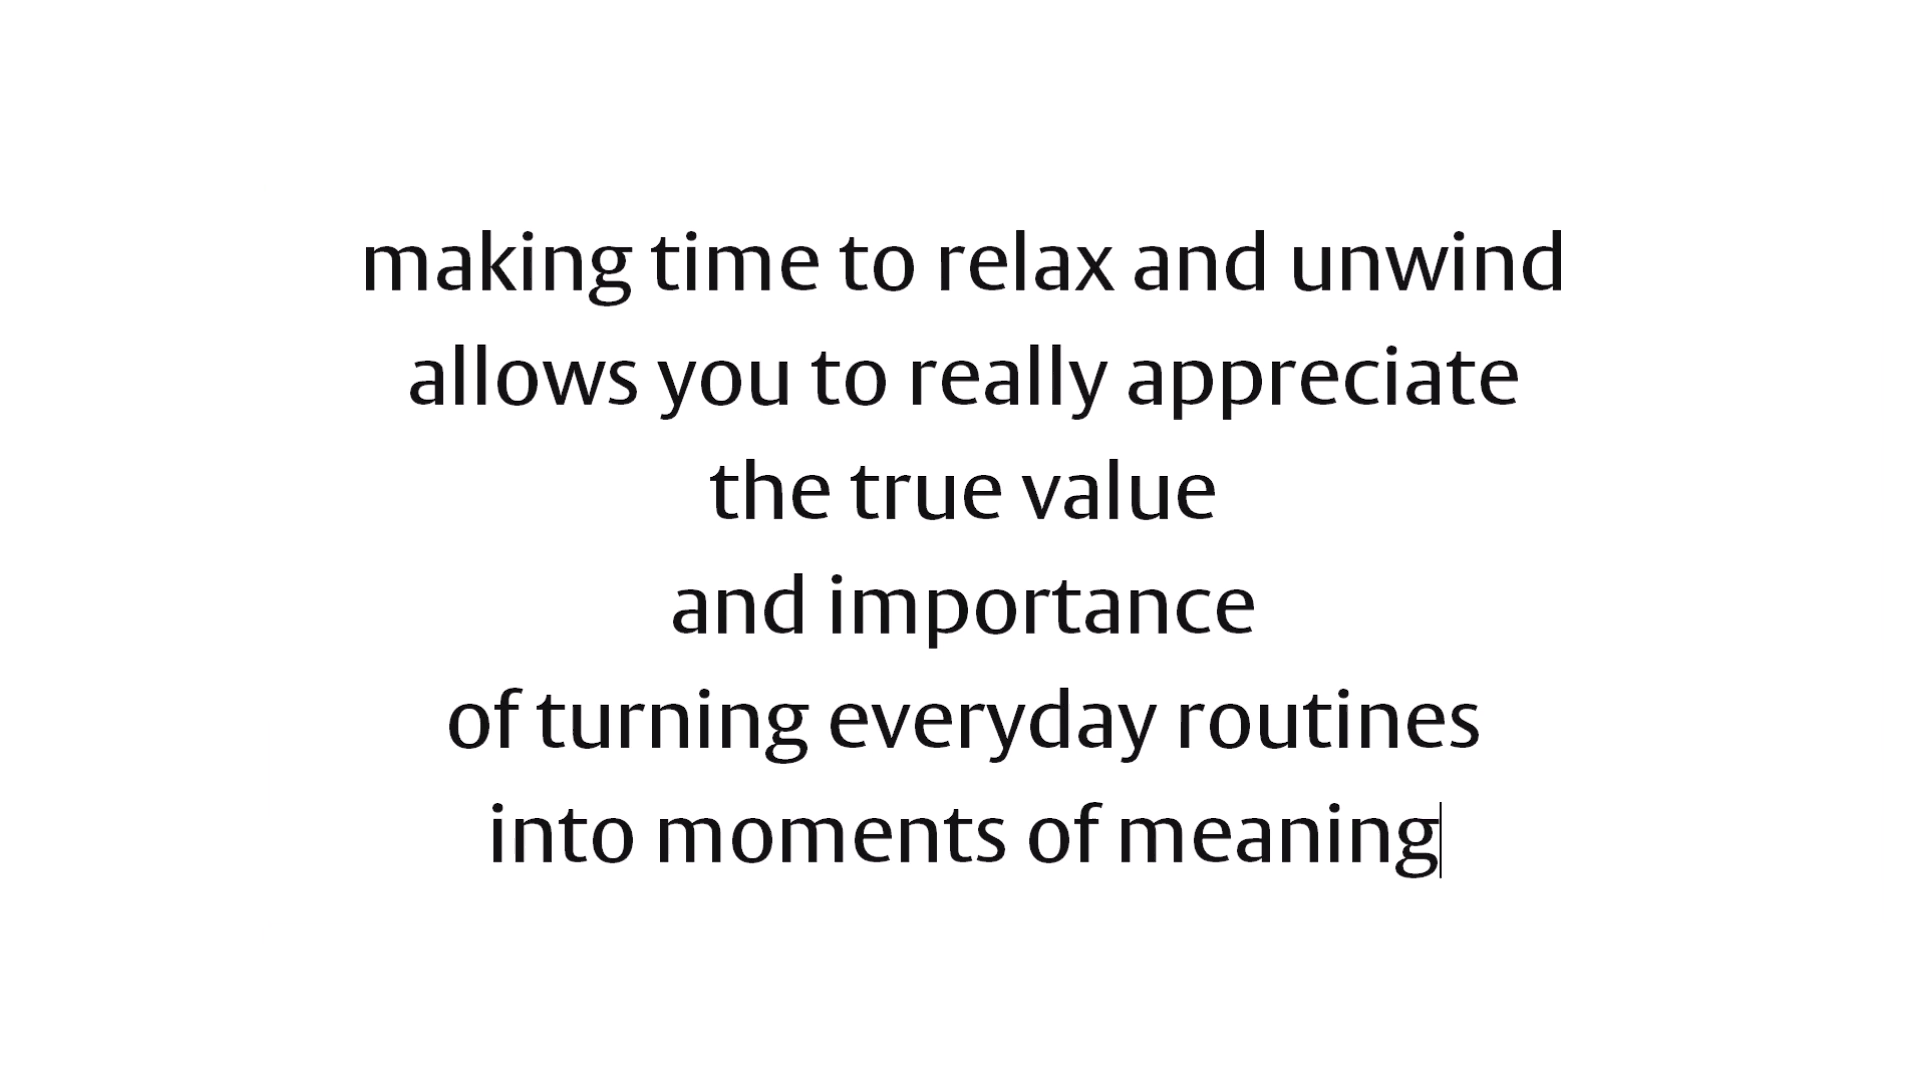 making time to relax and unwind
allows you to really appreciate
the true value
and importance
of turning everyday routines
into moments of meaning